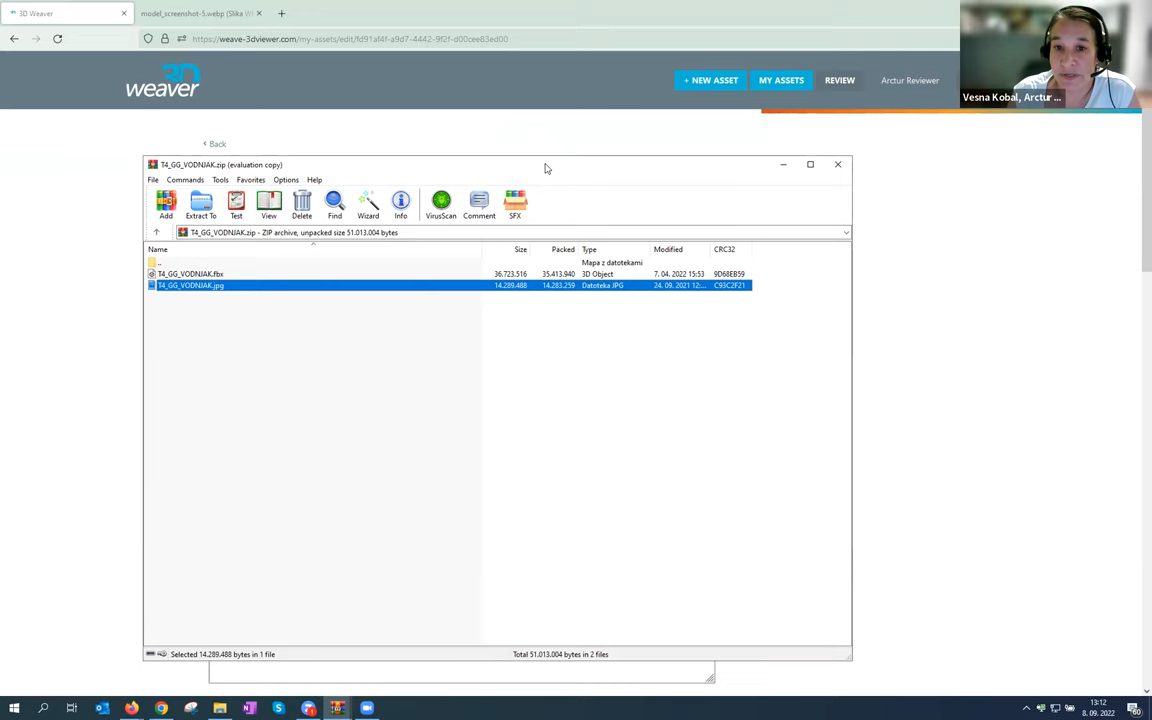 3D Weaver
model_screenshot-5.webp (Slika W
https://weave-3dviewer.com/my-assets/edit/fd91af4f-a9d7-4442-9f2f-d00cee83ed00
3D
weaver
+ NEW ASSET
MY ASSETS
REVIEW
Arctur Reviewer
Vesna Kobal, Arctur ...
Back
T4_GG_VODNJAK.zip (evaluation copy)
File Commands Tools Favorites Options Help
Add Extract To Test View Delete Find Wizard Info VirusScan Comment SFX
T4_GG_VODNJAK.zip - ZIP archive, unpacked size 51.013.004 bytes
Name Size Packed Type Modified CRC32
.. Mapa z datotekami
T4_GG_VODNJAK.fbx 36.723.516 35.413.940 3D Object 7. 04. 2022 15:53 9D68EB59
T4_GG_VODNJAK.jpg 14.289.488 14.283.259 Datoteka JPG 24. 09. 2021 12:... C93C2F21
Selected 14.289.488 bytes in 1 file
Total 51.013.004 bytes in 2 files
13:12
8. 09. 2022
60